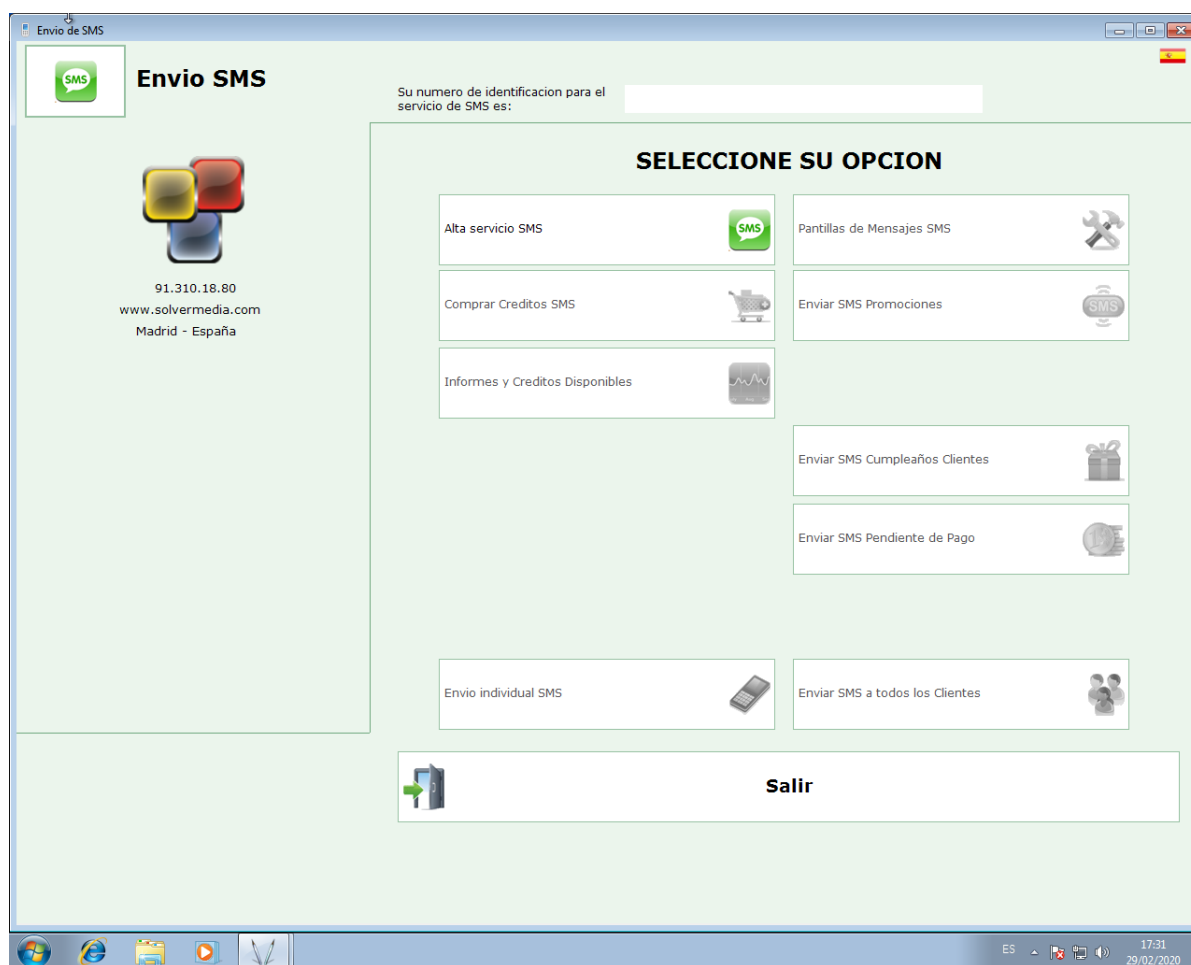 Envio de SMS
SMS
Envio SMS
Su numero de identificacion para el
servicio de SMS es:
91.310.18.80
www.solvermedia.com
Madrid - España
SELECCIONE SU OPCION
Alta servicio SMS
SMS
Pantillas de Mensajes SMS
Comprar Creditos SMS
Enviar SMS Promociones
SMS
Informes y Creditos Disponibles
Enviar SMS Cumpleaños Clientes
Enviar SMS Pendiente de Pago
Envio individual SMS
Enviar SMS a todos los Clientes
Salir
ES
17:31
29/02/2020